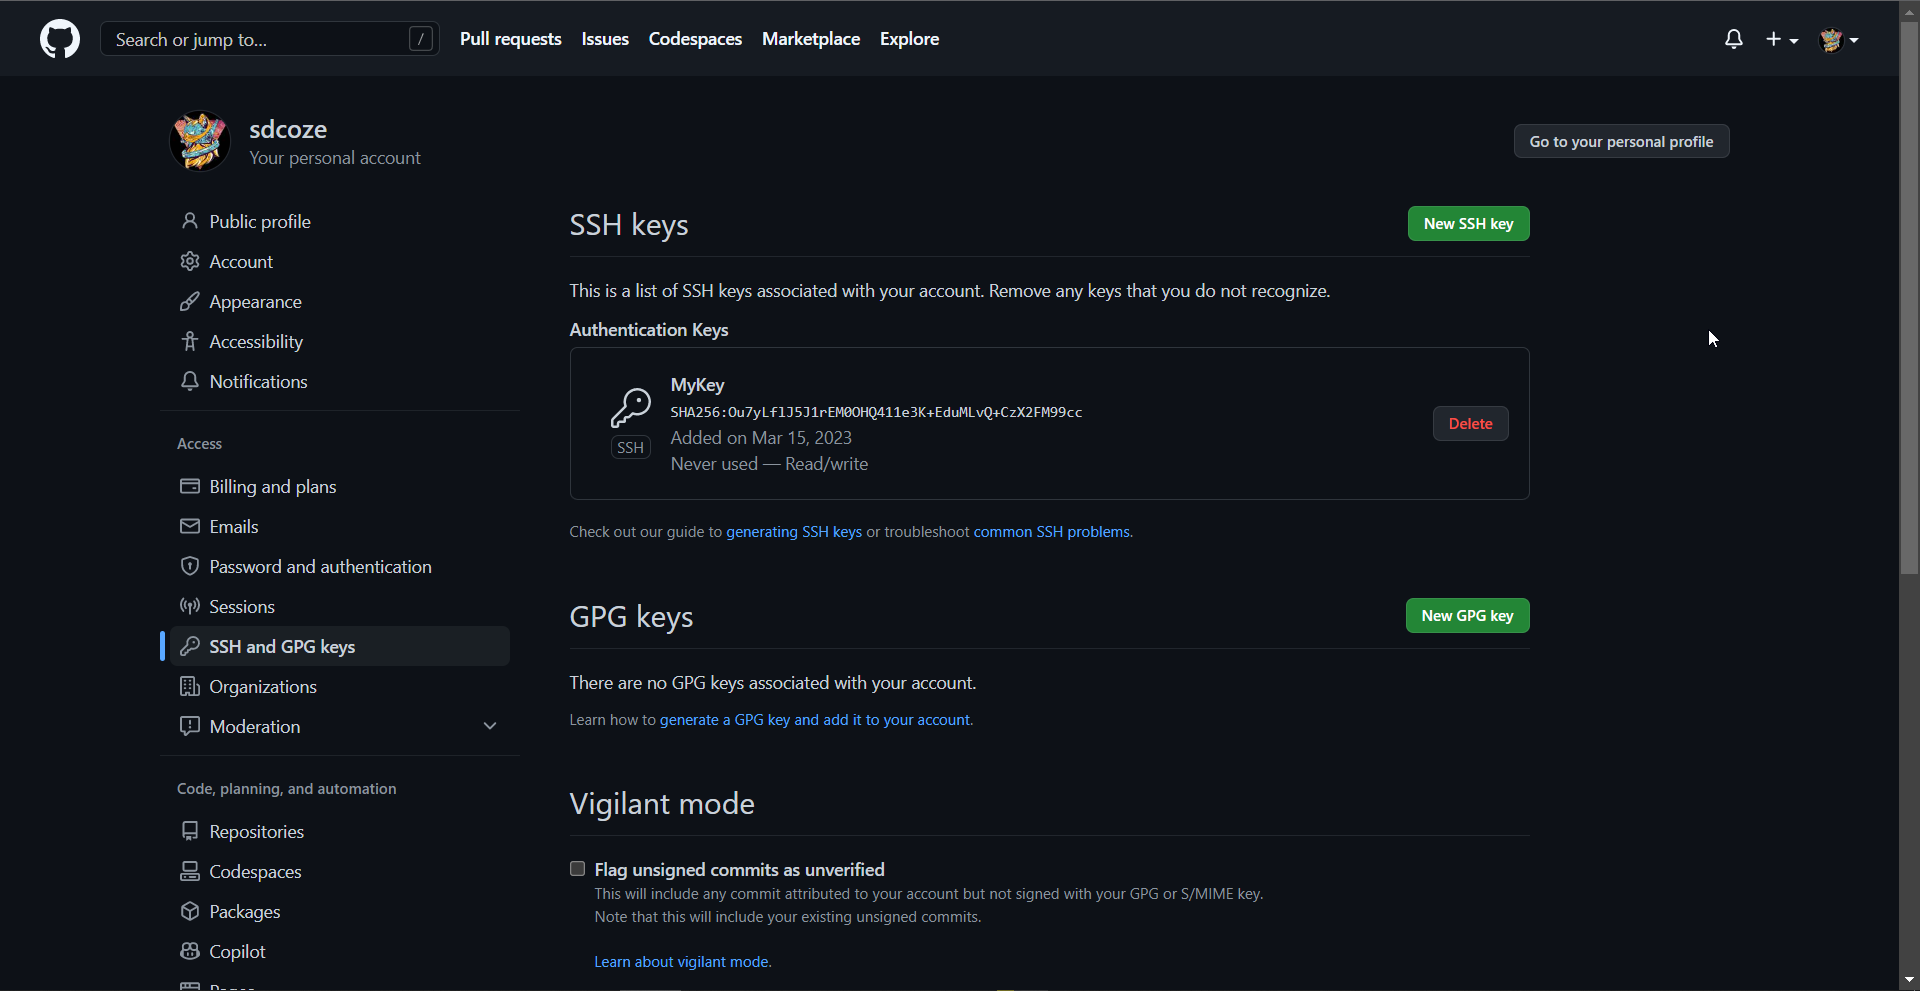 Search or jump to... /
Pull requests Issues Codespaces Marketplace Explore
sdcoze
Your personal account
Go to your personal profile
Public profile
Account
Appearance
Accessibility
Notifications
Access
Billing and plans
Emails
Password and authentication
Sessions
SSH and GPG keys
Organizations
Moderation
Code, planning, and automation
Repositories
Codespaces
Packages
Copilot
SSH keys
New SSH key
This is a list of SSH keys associated with your account. Remove any keys that you do not recognize.
Authentication Keys
MyKey
SHA256:Ou7yLflJ5J1rEM0OHQ411e3K+EduMLvQ+CzX2FM99cc
Added on Mar 15, 2023
Never used — Read/write
SSH
Delete
Check out our guide to generating SSH keys or troubleshoot common SSH problems.
GPG keys
New GPG key
There are no GPG keys associated with your account.
Learn how to generate a GPG key and add it to your account.
Vigilant mode
Flag unsigned commits as unverified
This will include any commit attributed to your account but not signed with your GPG or S/MIME key.
Note that this will include your existing unsigned commits.
Learn about vigilant mode.